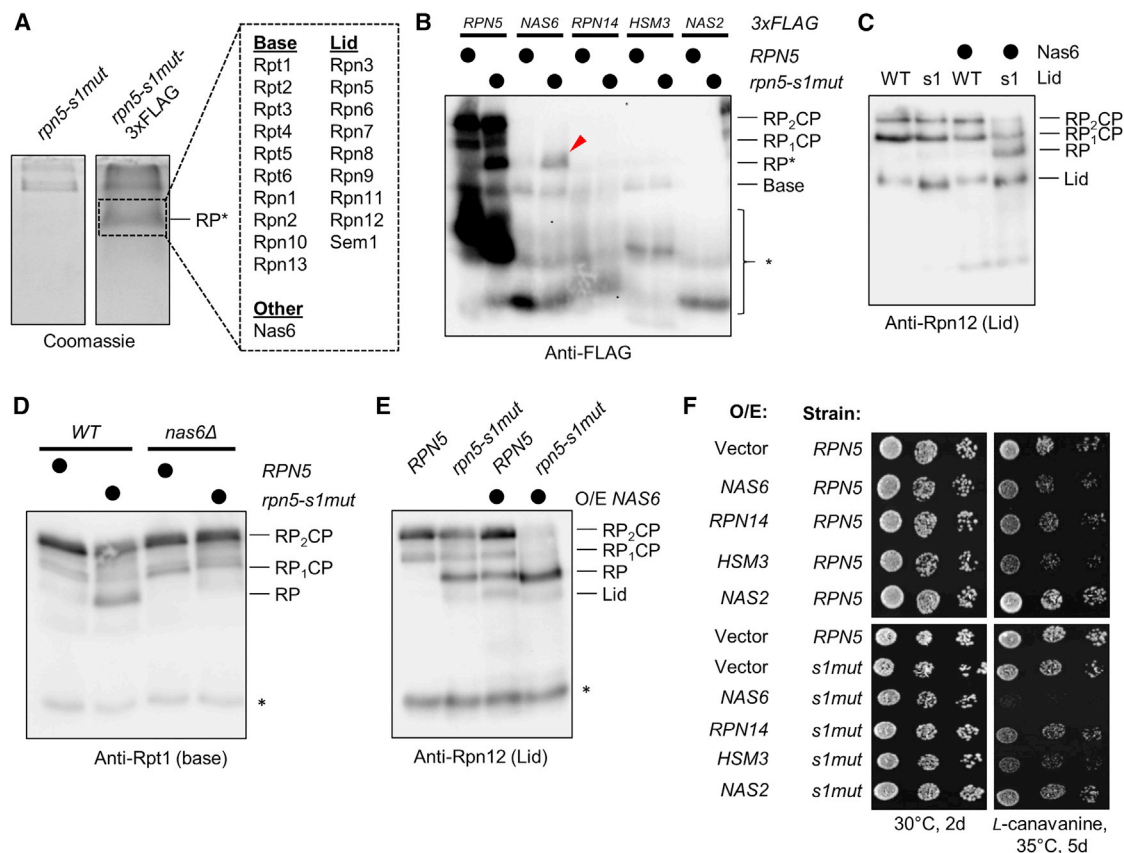 A
rpn5-s1mut
rpn5-s1mut-
3xFLAG
RP*
Coomassie
Base
Rpt1
Rpt2
Rpt3
Rpt4
Rpt5
Rpt6
Rpn1
Rpn2
Rpn10
Rpn13
Other
Nas6
Lid
Rpn3
Rpn5
Rpn6
Rpn7
Rpn8
Rpn9
Rpn11
Rpn12
Sem1
B
RPN5 NAS6 RPN14 HSM3 NAS2 3xFLAG
RPN5
rpn5-s1mut
RP₂CP
RP₁CP
RP*
Base
*
Anti-FLAG
C
Nas6
WT s1 WT s1 Lid
RP₂CP
RP₁CP
RP
Lid
Anti-Rpn12 (Lid)
D
WT nas6Δ
RPN5
rpn5-s1mut
RP₂CP
RP₁CP
RP
*
Anti-Rpt1 (base)
E
RPN5
rpn5-s1mut
RPN5
rpn5-s1mut
O/E NAS6
RP₂CP
RP₁CP
RP
Lid
*
Anti-Rpn12 (Lid)
F
O/E: Strain:
Vector RPN5
NAS6 RPN5
RPN14 RPN5
HSM3 RPN5
NAS2 RPN5
Vector RPN5
Vector s1mut
NAS6 s1mut
RPN14 s1mut
HSM3 s1mut
NAS2 s1mut
30°C, 2d
L-canavanine,
35°C, 5d